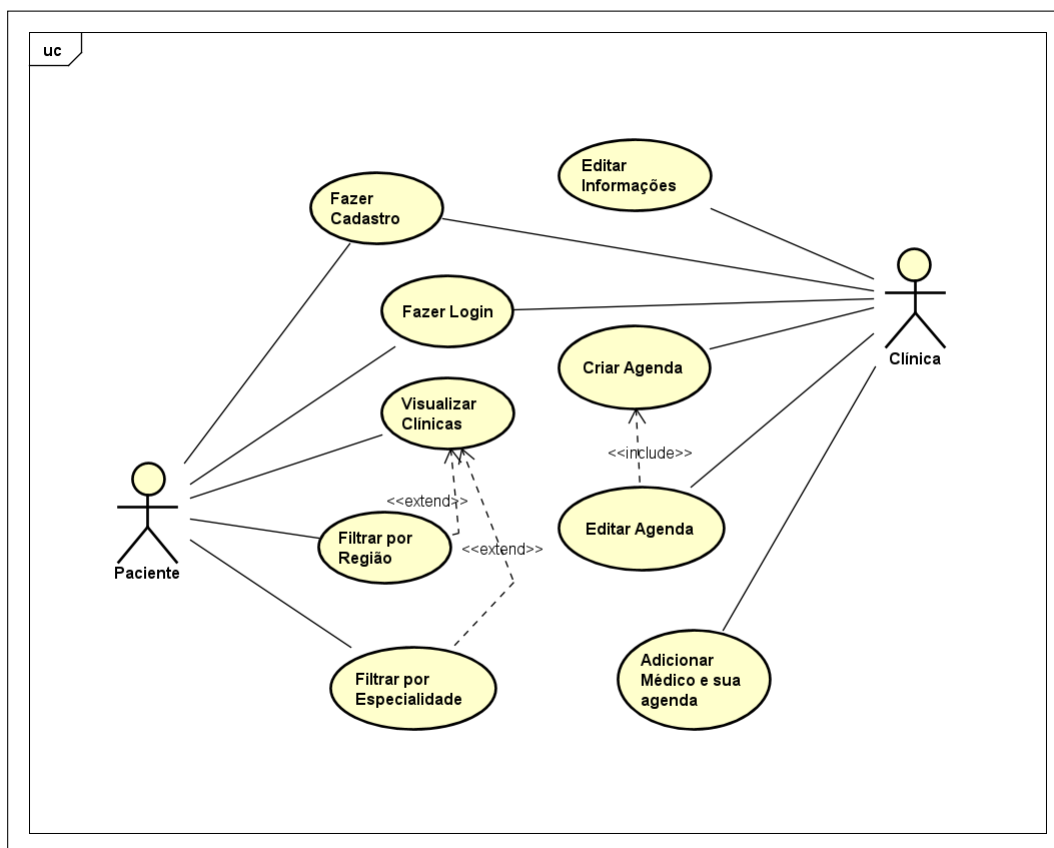 uc
Editar
Informações
Fazer
Cadastro
Fazer Login
Criar Agenda
Clínica
Visualizar
Clínicas
<<include>>
<<extend>>
Editar Agenda
Filtrar por
Região
<<extend>>
Paciente
Adicionar
Médico e sua
agenda
Filtrar por
Especialidade